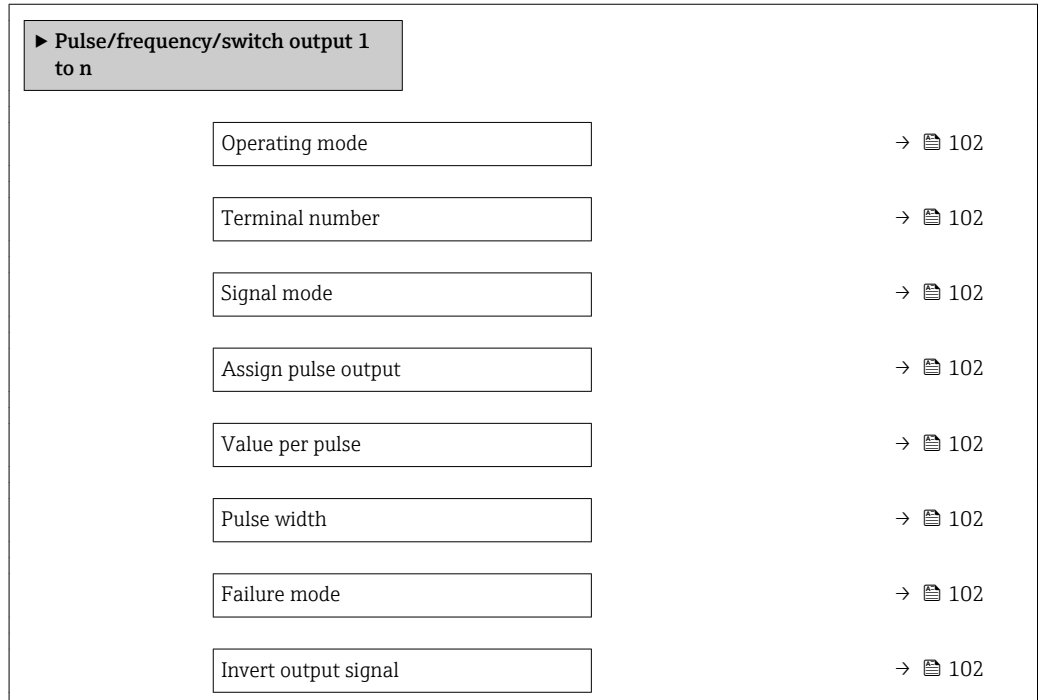 ▶ Pulse/frequency/switch output 1
to n
Operating mode → 102
Terminal number → 102
Signal mode → 102
Assign pulse output → 102
Value per pulse → 102
Pulse width → 102
Failure mode → 102
Invert output signal → 102